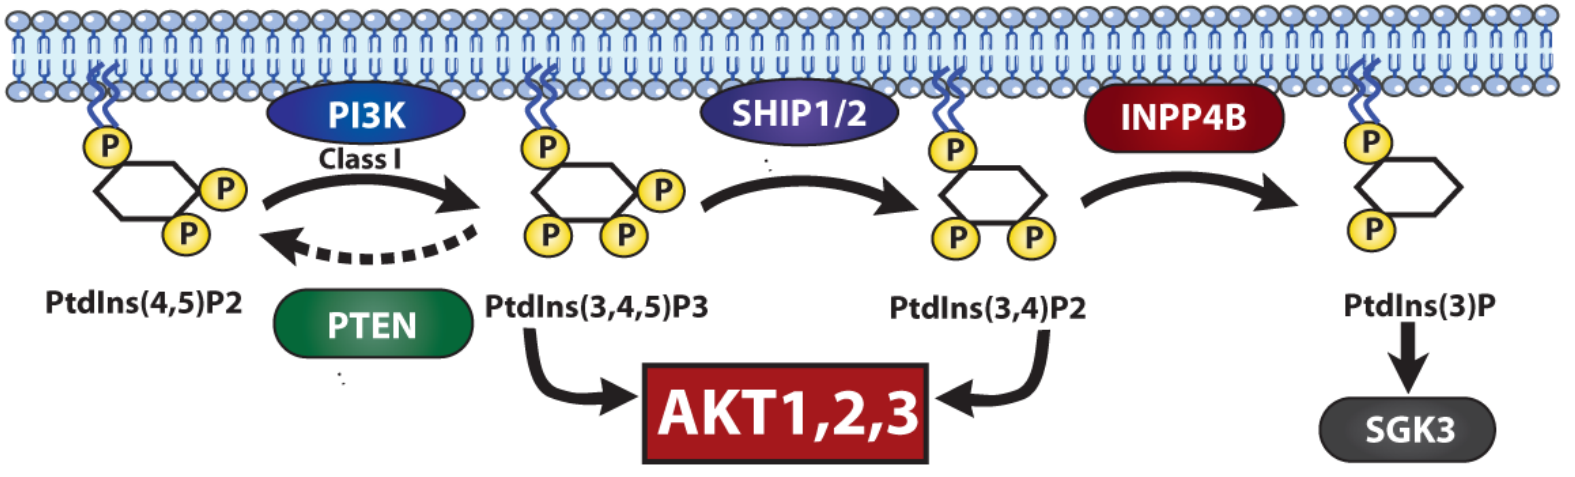 PI3K
Class I
SHIP1/2
INPP4B
P
P
P
P
P
P
P
P
P
P
P
P
PtdIns(4,5)P2
PTEN
PtdIns(3,4,5)P3
PtdIns(3,4)P2
PtdIns(3)P
AKT1,2,3
SGK3